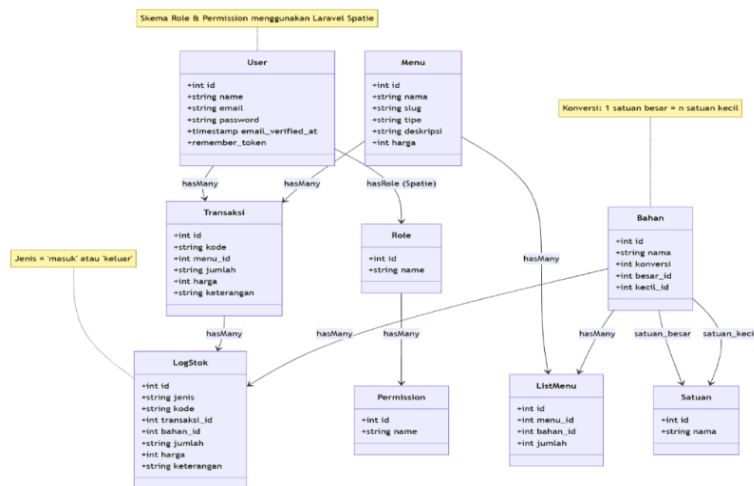 Skema Role & Permission menggunakan Laravel Spatie
User
+int id
+string name
+string email
+string password
+timestamp email_verified_at
+remember_token
Menu
+int id
+string nama
+string slug
+string tipe
+string deskripsi
+int harga
Konversi: 1 satuan besar = n satuan kecil
hasMany
hasMany
hasRole (Spatie)
Transaksi
+int id
+string kode
+int menu_id
+string jumlah
+int harga
+string keterangan
Role
+int id
+string name
Bahan
+int id
+string nama
+int konversi
+int besar_id
+int kecil_id
Jenis = 'masuk' atau 'keluar'
hasMany
hasMany
hasMany
hasMany
hasMany
satuan_besar
satuan_kecil
LogStok
+int id
+string jenis
+string kode
+int transaksi_id
+int bahan_id
+string jumlah
+int harga
+string keterangan
Permission
+int id
+string name
ListMenu
+int id
+int menu_id
+int bahan_id
+int jumlah
Satuan
+int id
+string nama